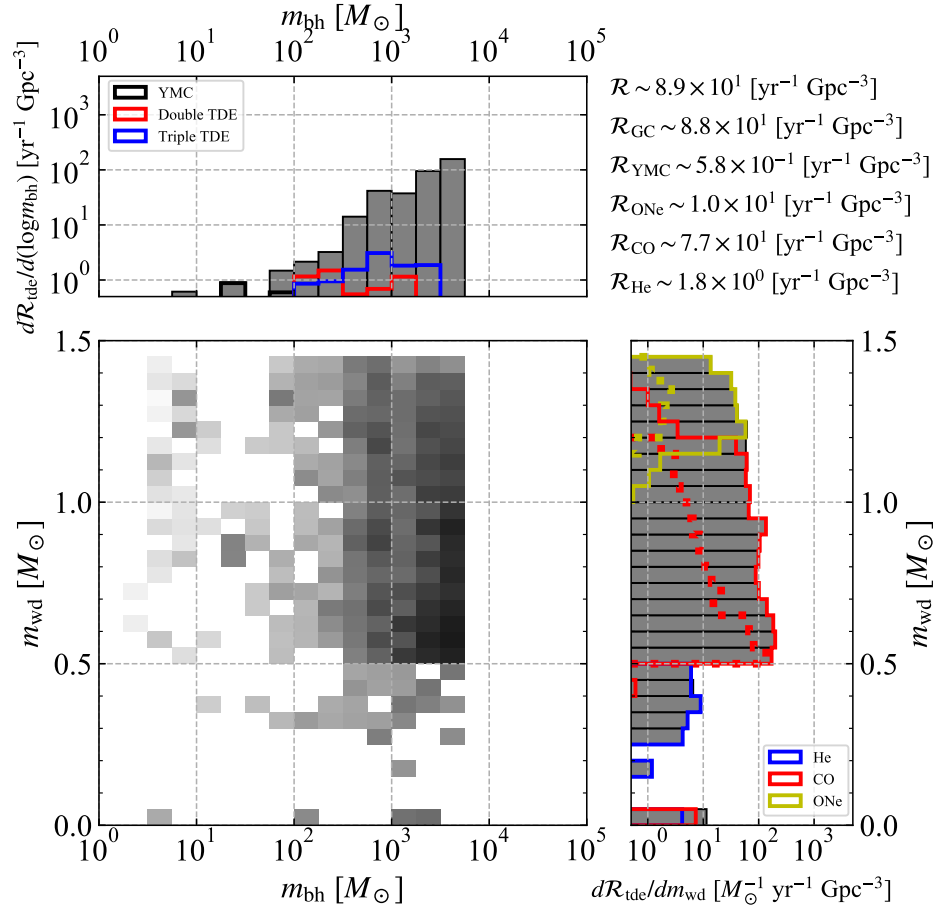 m_bh [M_⊙]
10^0 10^1 10^2 10^3 10^4 10^5
dR_tde/d(log m_bh) [yr^−1 Gpc^−3]
10^3
10^2
10^1
10^0
YMC
Double TDE
Triple TDE
R ~ 8.9 × 10^1 [yr^−1 Gpc^−3]
R_GC ~ 8.8 × 10^1 [yr^−1 Gpc^−3]
R_YMC ~ 5.8 × 10^−1 [yr^−1 Gpc^−3]
R_ONe ~ 1.0 × 10^1 [yr^−1 Gpc^−3]
R_CO ~ 7.7 × 10^1 [yr^−1 Gpc^−3]
R_He ~ 1.8 × 10^0 [yr^−1 Gpc^−3]
m_wd [M_⊙]
1.5
1.0
0.5
0.0
10^0 10^1 10^2 10^3 10^4 10^5
m_bh [M_⊙]
He
CO
ONe
1.5
1.0
0.5
0.0
m_wd [M_⊙]
10^0 10^1 10^2 10^3
dR_tde/dm_wd [M_⊙^−1 yr^−1 Gpc^−3]